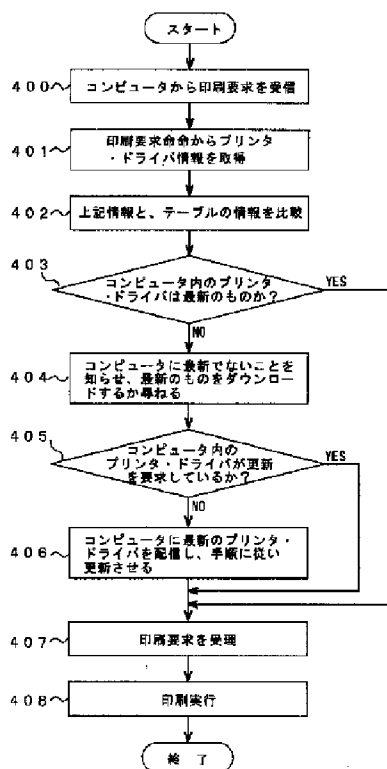 スタート
400
コンピュータから印刷要求を受信
401
印刷要求命命からプリンタ
・ドライバ情報を取得
402
上記情報と、テーブルの情報を比較
403
コンピュータ内のプリンタ
・ドライバは最新のものか?
YES
NO
404
コンピュータに最新でないことを
知らせ、最新のものをダウンロー
ドするか尋ねる
405
コンピュータ内の
プリンタ・ドライバが更新
を要求しているか?
YES
NO
406
コンピュータに最新のプリンタ・
ドライバを配信し、手順に従い
更新させる
407
印刷要求を受理
408
印刷実行
終了